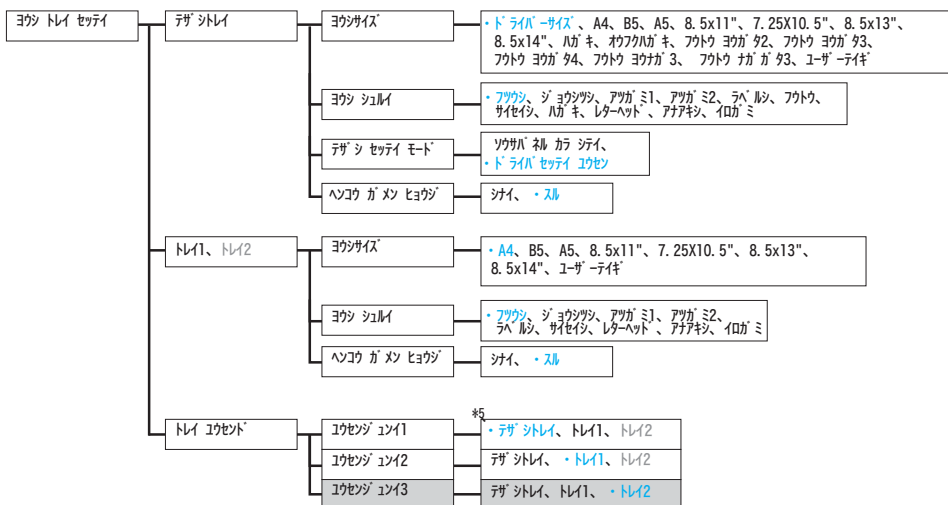 ﾖｳｼ ﾄﾚｲ ｾｯﾃｲ
ﾃｻﾞｼﾄﾚｲ
ﾖｳｼｻｲｽﾞ
・ﾄﾞﾗｲﾊﾞｰｻｲｽﾞ、A4、B5、A5、8.5x11"、7.25X10.5"、8.5x13"、
8.5x14"、ﾊｶﾞｷ、ｵｳﾌｸﾊｶﾞｷ、ﾌｳﾄｳ ﾖｳｶﾞﾀ2、ﾌｳﾄｳ ﾖｳｶﾞﾀ3、
ﾌｳﾄｳ ﾖｳｶﾞﾀ4、ﾌｳﾄｳ ﾖｳﾅｶﾞ3、 ﾌｳﾄｳ ﾅｶﾞｶﾞﾀ3、ﾕｰｻﾞｰﾃｲｷﾞ
ﾖｳｼ ｼｭﾙｲ
・ﾌﾂｳｼ、ｼﾞｮｳｼﾂｼ、ｱﾂｶﾞﾐ1、ｱﾂｶﾞﾐ2、ﾗﾍﾞﾙｼ、ﾌｳﾄｳ、
ｻｲｾｲｼ、ﾊｶﾞｷ、ﾚﾀｰﾍｯﾄﾞ、ｱﾅｱｷｼ、ｲﾛｶﾞﾐ
ﾃｻﾞｼ ｾｯﾃｲ ﾓｰﾄﾞ
ｿｳｻﾊﾟﾈﾙ ｶﾗ ｼﾃｲ、
・ﾄﾞﾗｲﾊﾞｾｯﾃｲ ﾕｳｾﾝ
ﾍﾝｺｳ ｶﾞﾒﾝ ﾋｮｳｼﾞ
ｼﾅｲ、 ・ｽﾙ
ﾄﾚｲ1、ﾄﾚｲ2
ﾖｳｼｻｲｽﾞ
・A4、B5、A5、8.5x11"、7.25X10.5"、8.5x13"、
8.5x14"、ﾕｰｻﾞｰﾃｲｷﾞ
ﾖｳｼ ｼｭﾙｲ
・ﾌﾂｳｼ、ｼﾞｮｳｼﾂｼ、ｱﾂｶﾞﾐ1、ｱﾂｶﾞﾐ2、
ﾗﾍﾞﾙｼ、ｻｲｾｲｼ、ﾚﾀｰﾍｯﾄﾞ、ｱﾅｱｷｼ、ｲﾛｶﾞﾐ
ﾍﾝｺｳ ｶﾞﾒﾝ ﾋｮｳｼﾞ
ｼﾅｲ、 ・ｽﾙ
ﾄﾚｲ ﾕｳｾﾝﾄﾞ
ﾕｳｾﾝｼﾞｭﾝｲ1
*5
・ﾃｻﾞｼﾄﾚｲ、ﾄﾚｲ1、ﾄﾚｲ2
ﾕｳｾﾝｼﾞｭﾝｲ2
ﾃｻﾞｼﾄﾚｲ、 ・ﾄﾚｲ1、ﾄﾚｲ2
ﾕｳｾﾝｼﾞｭﾝｲ3
ﾃｻﾞｼﾄﾚｲ、ﾄﾚｲ1、 ・ﾄﾚｲ2